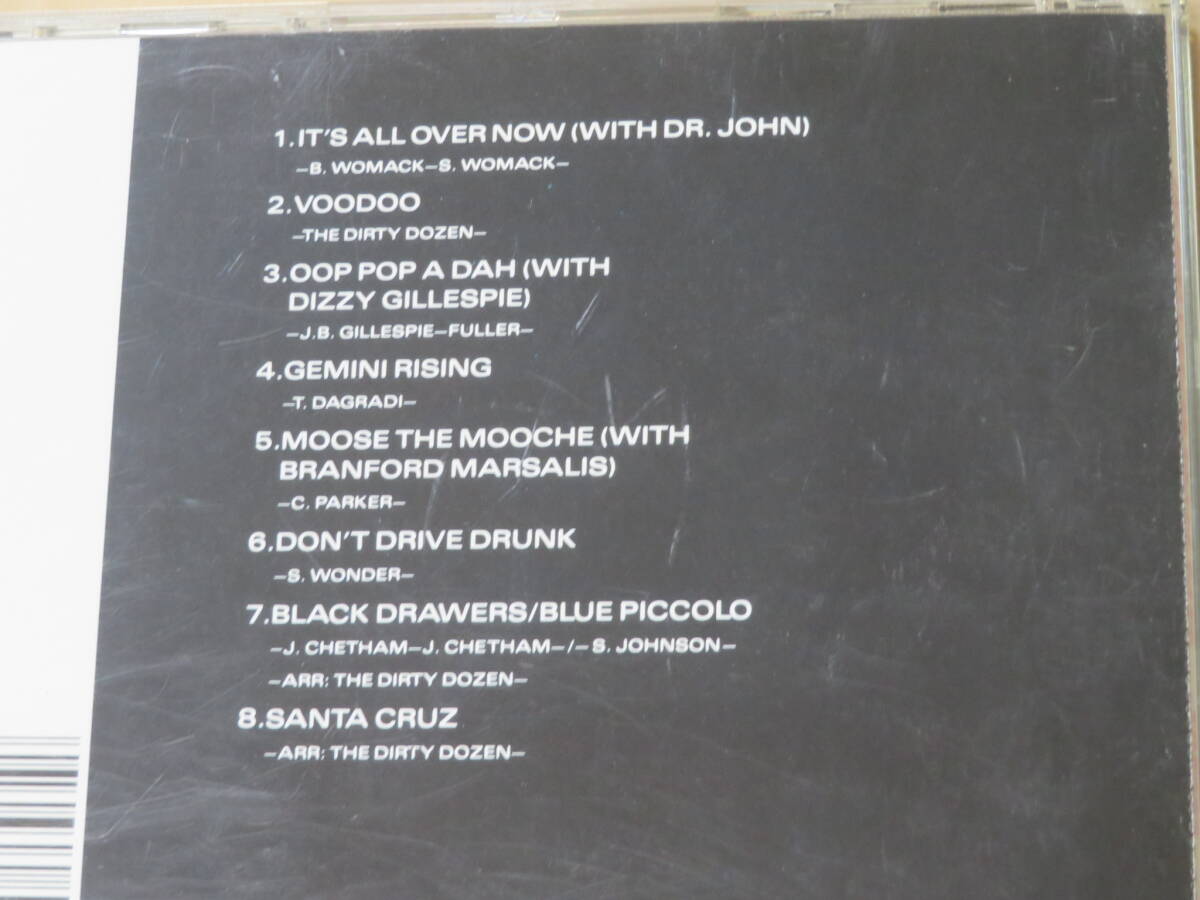 1.IT'S ALL OVER NOW (WITH DR. JOHN)
—B. WOMACK—S. WOMACK—
2.VOODOO
—THE DIRTY DOZEN—
3.OOP POP A DAH (WITH
DIZZY GILLESPIE)
—J.B. GILLESPIE—FULLER—
4.GEMINI RISING
—T. DAGRADI—
5.MOOSE THE MOOCHE (WITH
BRANFORD MARSALIS)
—C. PARKER—
6.DON'T DRIVE DRUNK
—S. WONDER—
7.BLACK DRAWERS/BLUE PICCOLO
—J. CHETHAM—J. CHETHAM—/—S. JOHNSON—
—ARR: THE DIRTY DOZEN—
8.SANTA CRUZ
—ARR: THE DIRTY DOZEN—